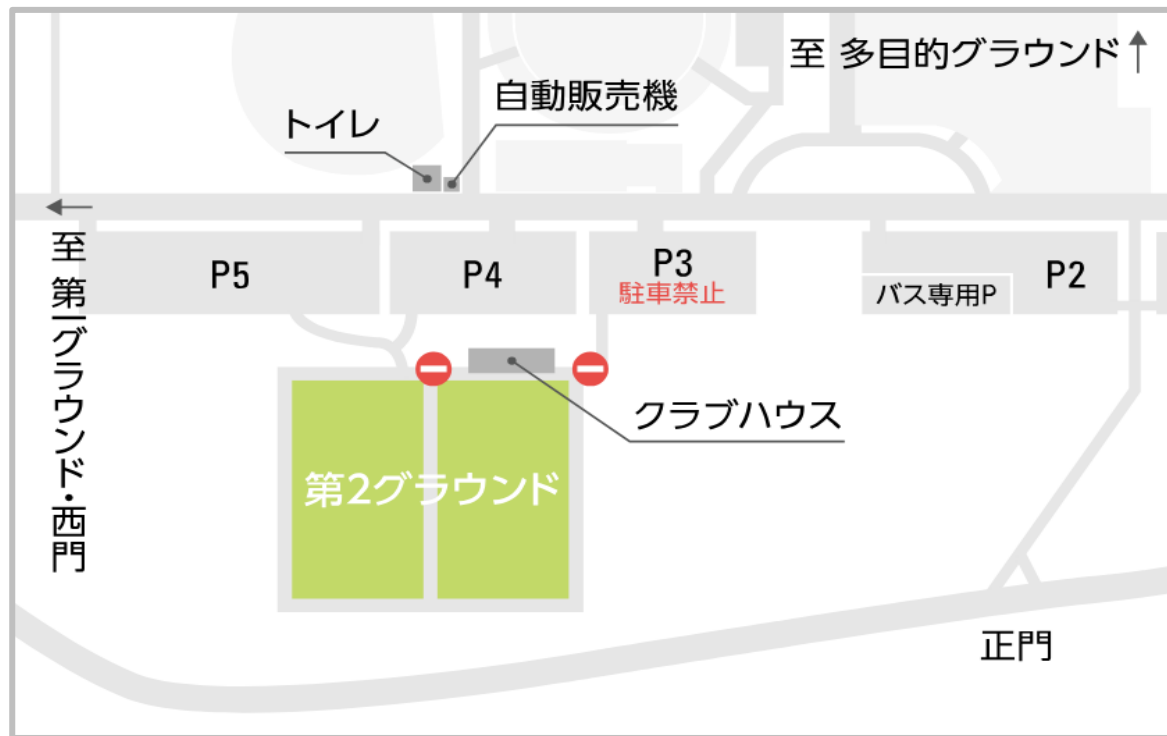 至 多目的グラウンド
自動販売機
トイレ
至 第一グラウンド・西門
P5
P4
P3
駐車禁止
P2
バス専用P
クラブハウス
第2グラウンド
正門